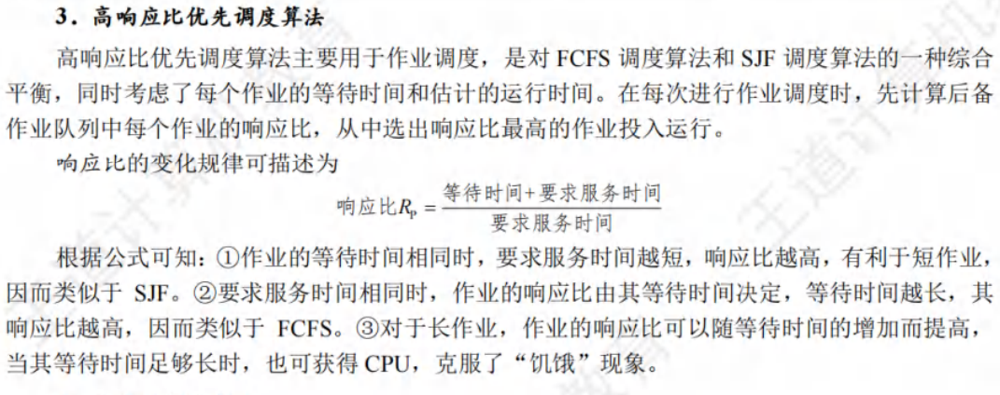 3．高响应比优先调度算法
高响应比优先调度算法主要用于作业调度，是对 FCFS 调度算法和 SJF 调度算法的一种综合
平衡，同时考虑了每个作业的等待时间和估计的运行时间。在每次进行作业调度时，先计算后备
作业队列中每个作业的响应比，从中选出响应比最高的作业投入运行。
响应比的变化规律可描述为
响应比Rp = (等待时间+要求服务时间)/要求服务时间
根据公式可知：①作业的等待时间相同时，要求服务时间越短，响应比越高，有利于短作业，
因而类似于 SJF。②要求服务时间相同时，作业的响应比由其等待时间决定，等待时间越长，其
响应比越高，因而类似于 FCFS。③对于长作业，作业的响应比可以随等待时间的增加而提高，
当其等待时间足够长时，也可获得 CPU，克服了“饥饿”现象。